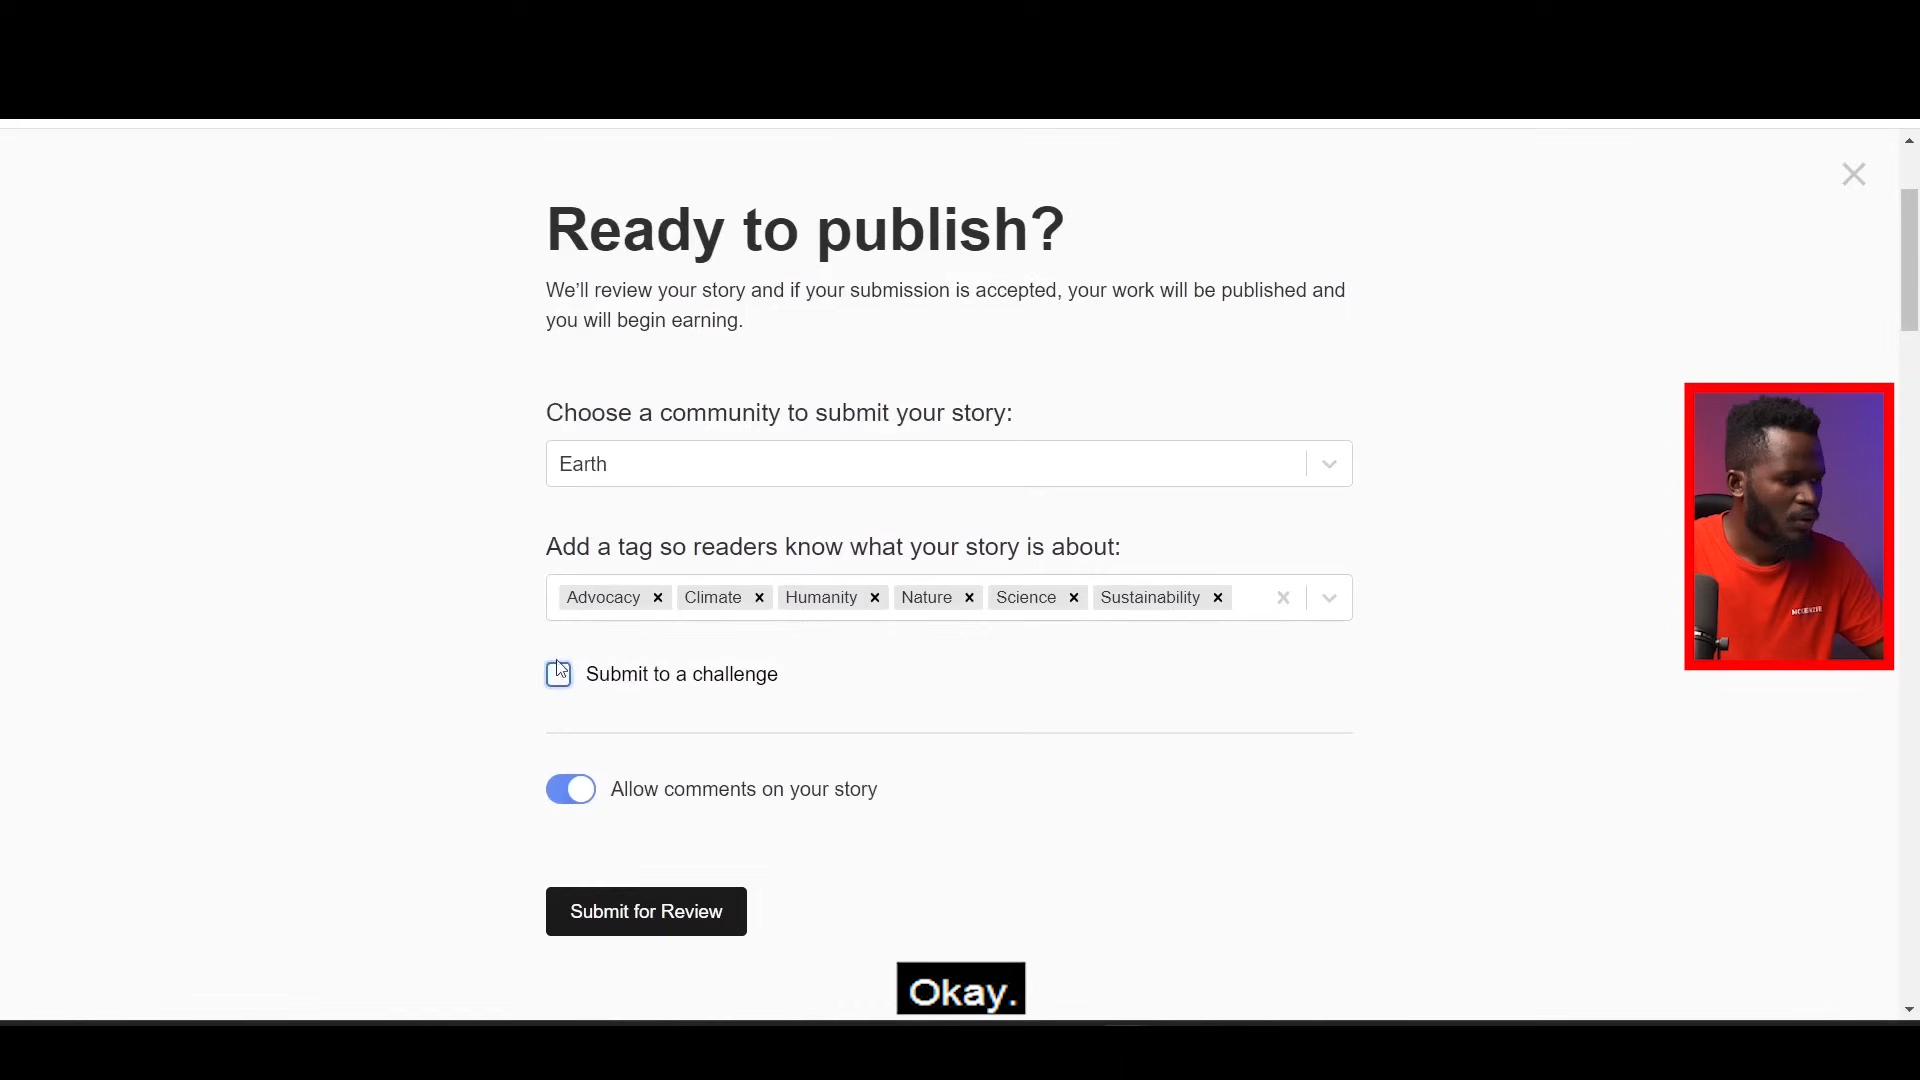 Ready to publish?
We’ll review your story and if your submission is accepted, your work will be published and
you will begin earning.
Choose a community to submit your story:
Earth
Add a tag so readers know what your story is about:
Advocacy × Climate × Humanity × Nature × Science × Sustainability ×
Submit to a challenge
MCKENZIE
Allow comments on your story
Submit for Review
Okay.